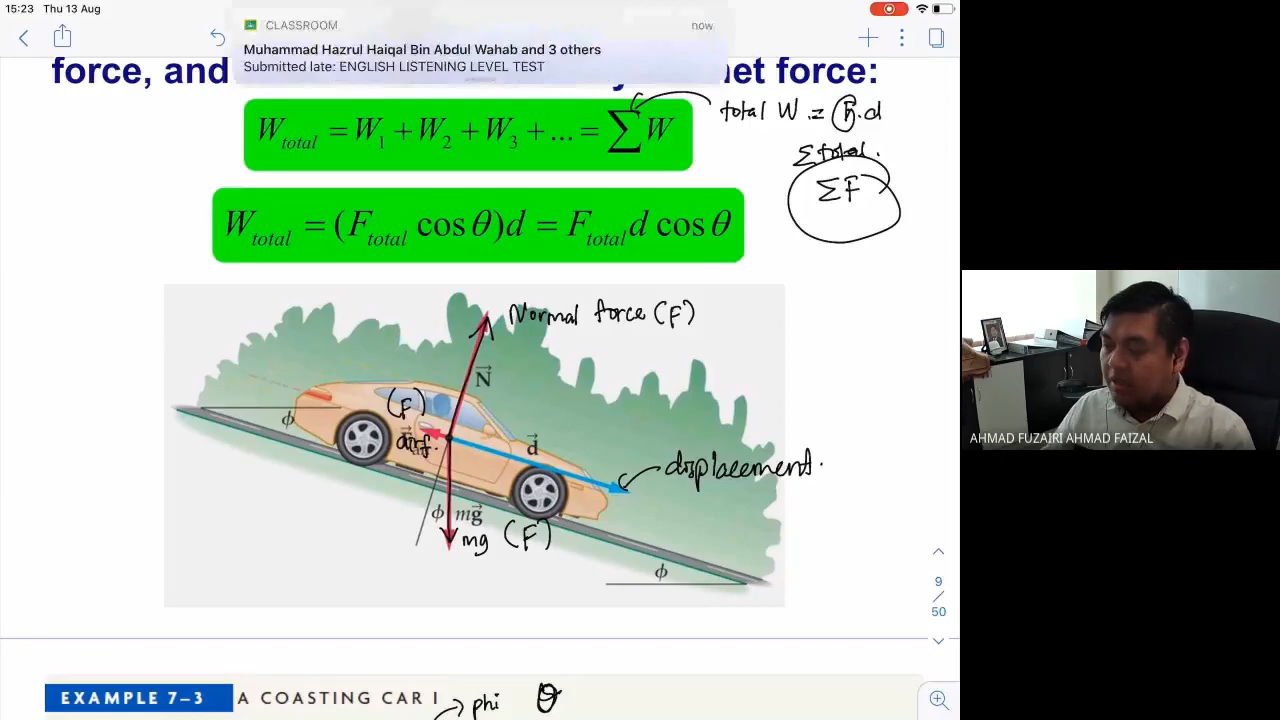 15:23 Thu 13 Aug
CLASSROOM
now
Muhammad Hazrul Haiqal Bin Abdul Wahab and 3 others
Submitted late: ENGLISH LISTENING LEVEL TEST
force, and
net force:
W_total = W_1 + W_2 + W_3 + ... = ∑W
total W = F.d
Σ total.
ΣF
W_total = (F_total cos θ)d = F_total d cos θ
Normal force (F)
N⃗
(F)
ϕ
airf.
d⃗
displacement.
ϕ mg⃗
mg (F)
ϕ
9
/
50
EXAMPLE 7–3 A COASTING CAR I
phi θ
AHMAD FUZAIRI AHMAD FAIZAL